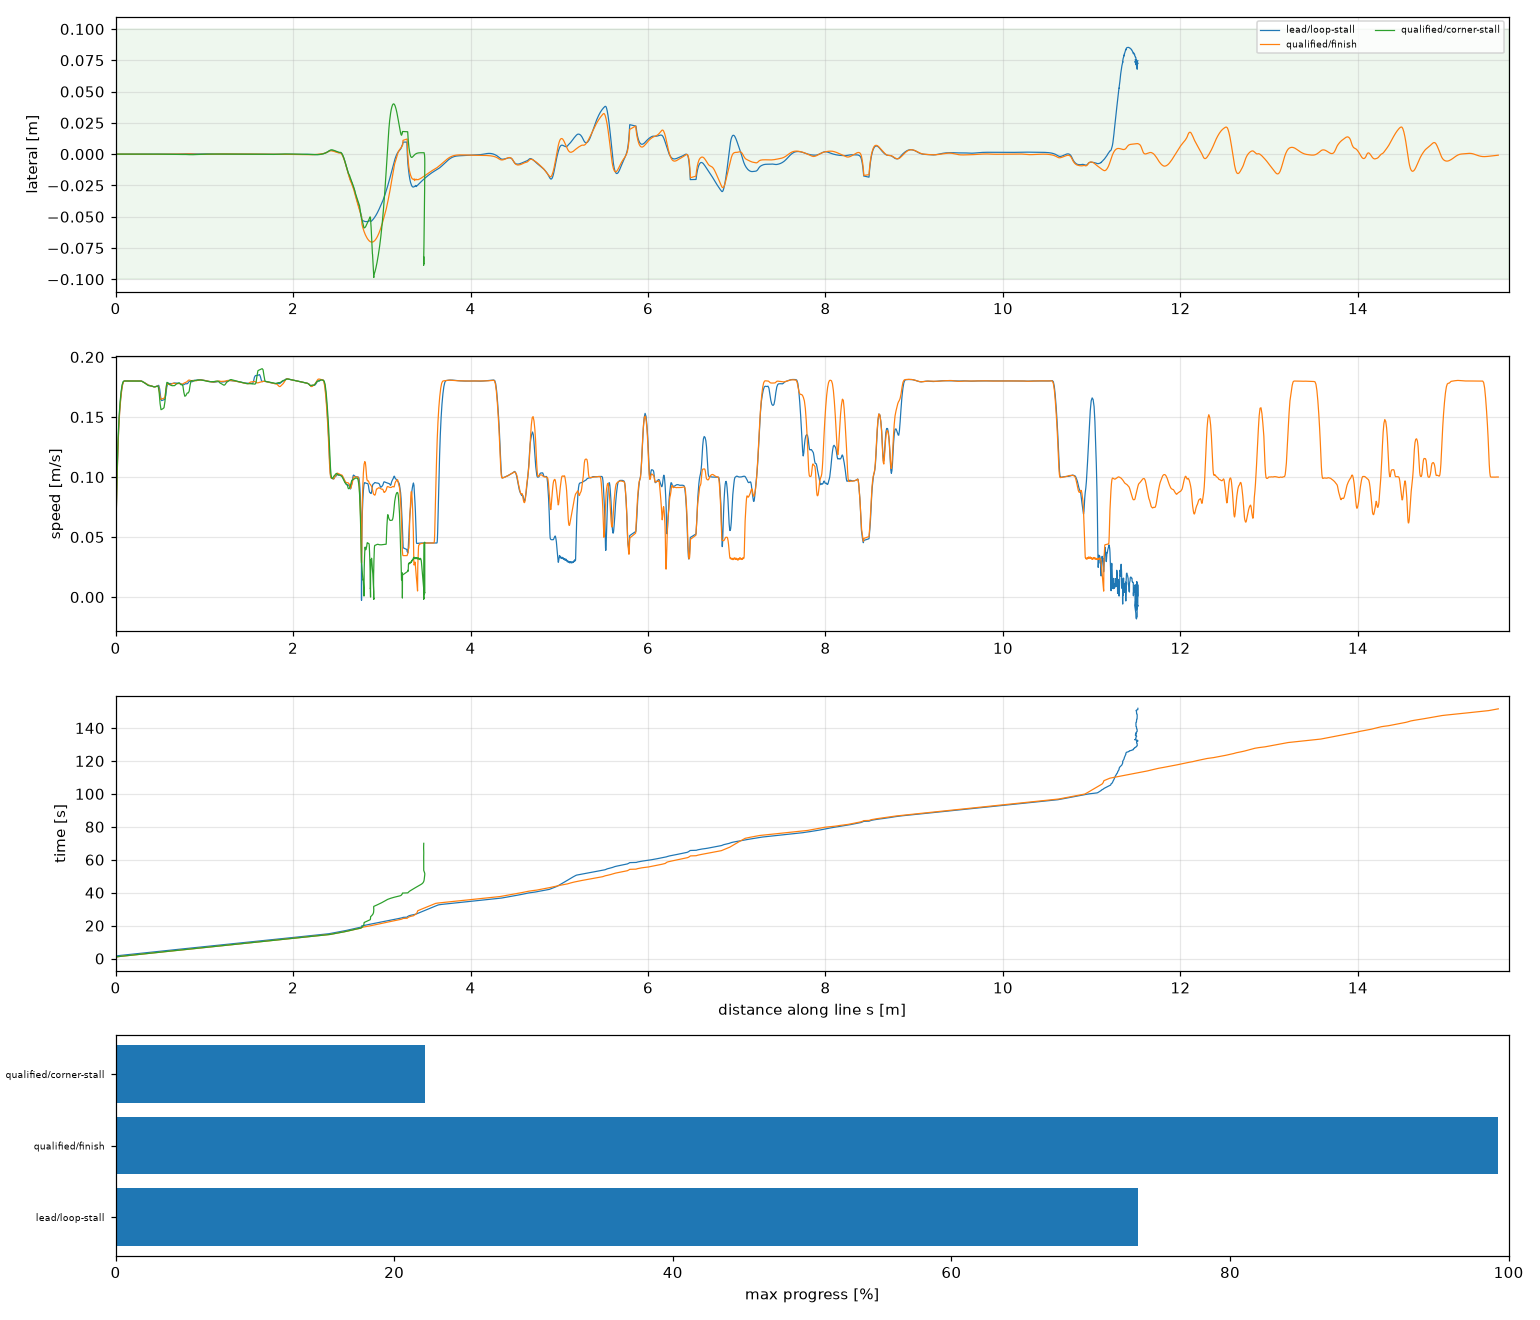 lead/loop-stall
qualified/finish
qualified/corner-stall
lateral [m]
0.100
0.075
0.050
0.025
0.000
−0.025
−0.050
−0.075
−0.100
0 2 4 6 8 10 12 14
speed [m/s]
0.20
0.15
0.10
0.05
0.00
0 2 4 6 8 10 12 14
time [s]
140
120
100
80
60
40
20
0
0 2 4 6 8 10 12 14
distance along line s [m]
qualified/corner-stall
qualified/finish
lead/loop-stall
0 20 40 60 80 100
max progress [%]